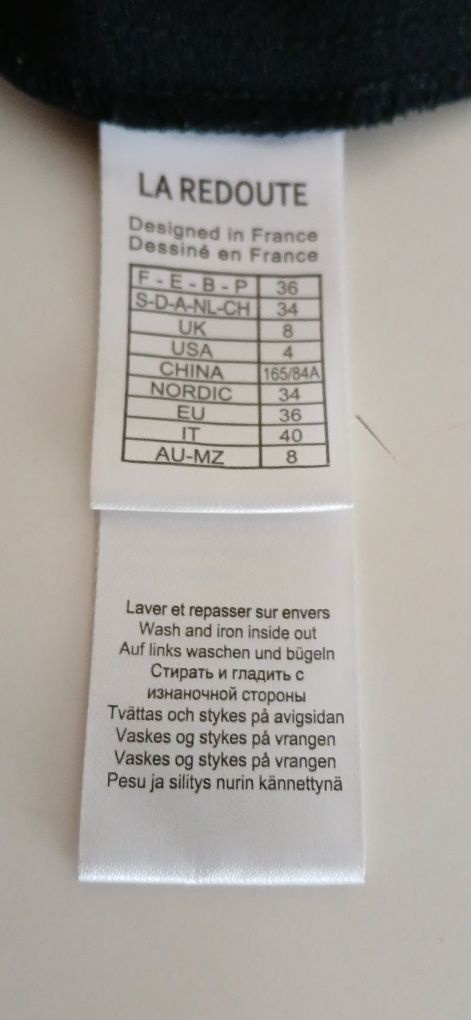 LA REDOUTE
Designed in France
Dessiné en France
F - E - B - P 36
S-D-A-NL-CH 34
UK 8
USA 4
CHINA 165/84A
NORDIC 34
EU 36
IT 40
AU-MZ 8
Laver et repasser sur envers
Wash and iron inside out
Auf links waschen und bügeln
Стирать и гладить с
изнаночной стороны
Tvättas och stykes på avigsidan
Vaskes og stykes på vrangen
Vaskes og stykes på vrangen
Pesu ja silitys nurin kännettynä